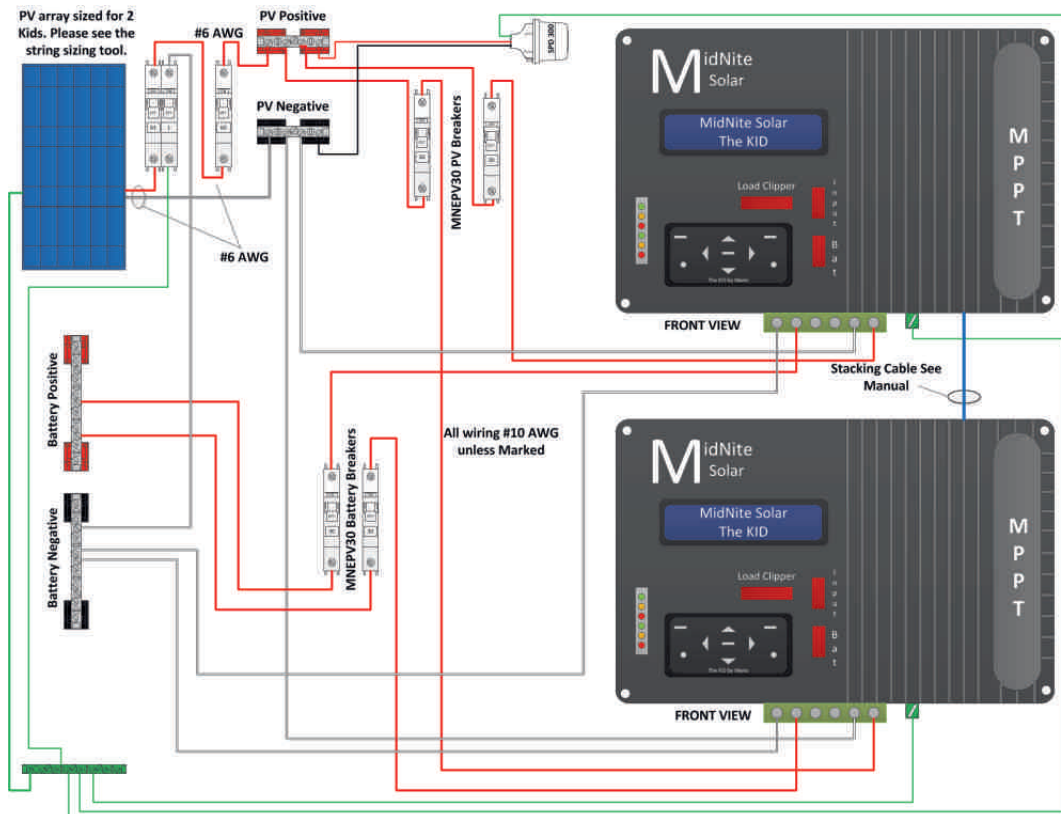 PV array sized for 2
Kids. Please see the
string sizing tool.
#6 AWG
PV Positive
SPD 300
PV Negative
MNEPV30 PV Breakers
#6 AWG
MidNite
Solar
MidNite Solar
The KID
Load Clipper
Input
Bat
MPPT
FRONT VIEW
Stacking Cable See
Manual
Battery Positive
Battery Negative
MNEPV30 Battery Breakers
All wiring #10 AWG
unless Marked
MidNite
Solar
MidNite Solar
The KID
Load Clipper
Input
Bat
MPPT
FRONT VIEW